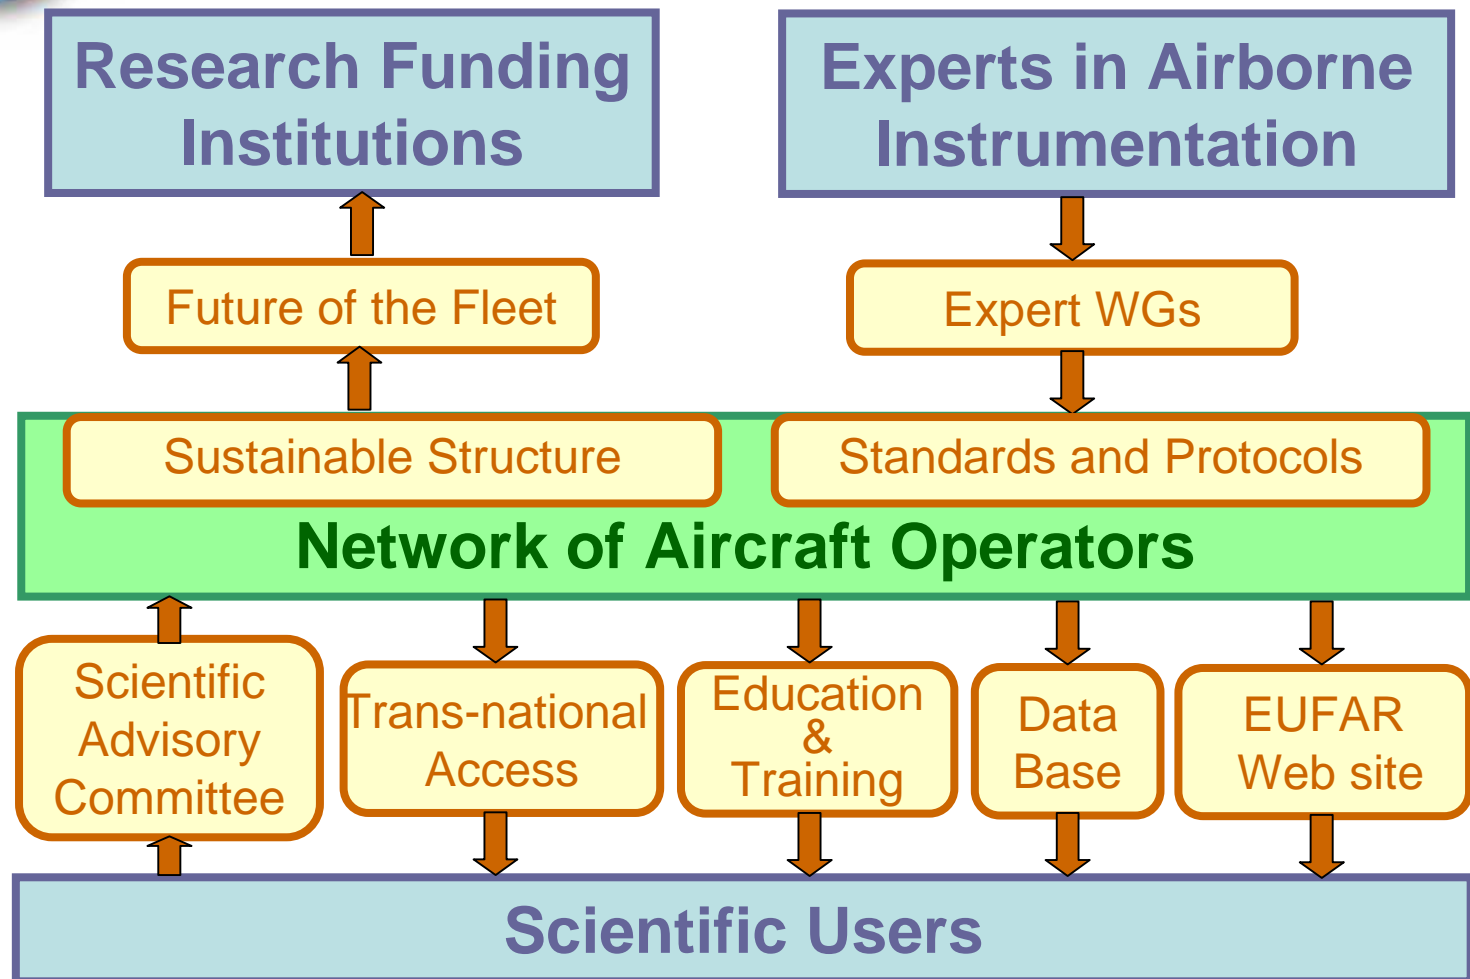 Research Funding
Institutions
Experts in Airborne
Instrumentation
Future of the Fleet
Expert WGs
Sustainable Structure
Standards and Protocols
Network of Aircraft Operators
Scientific
Advisory
Committee
Trans-national
Access
Education
&
Training
Data
Base
EUFAR
Web site
Scientific Users